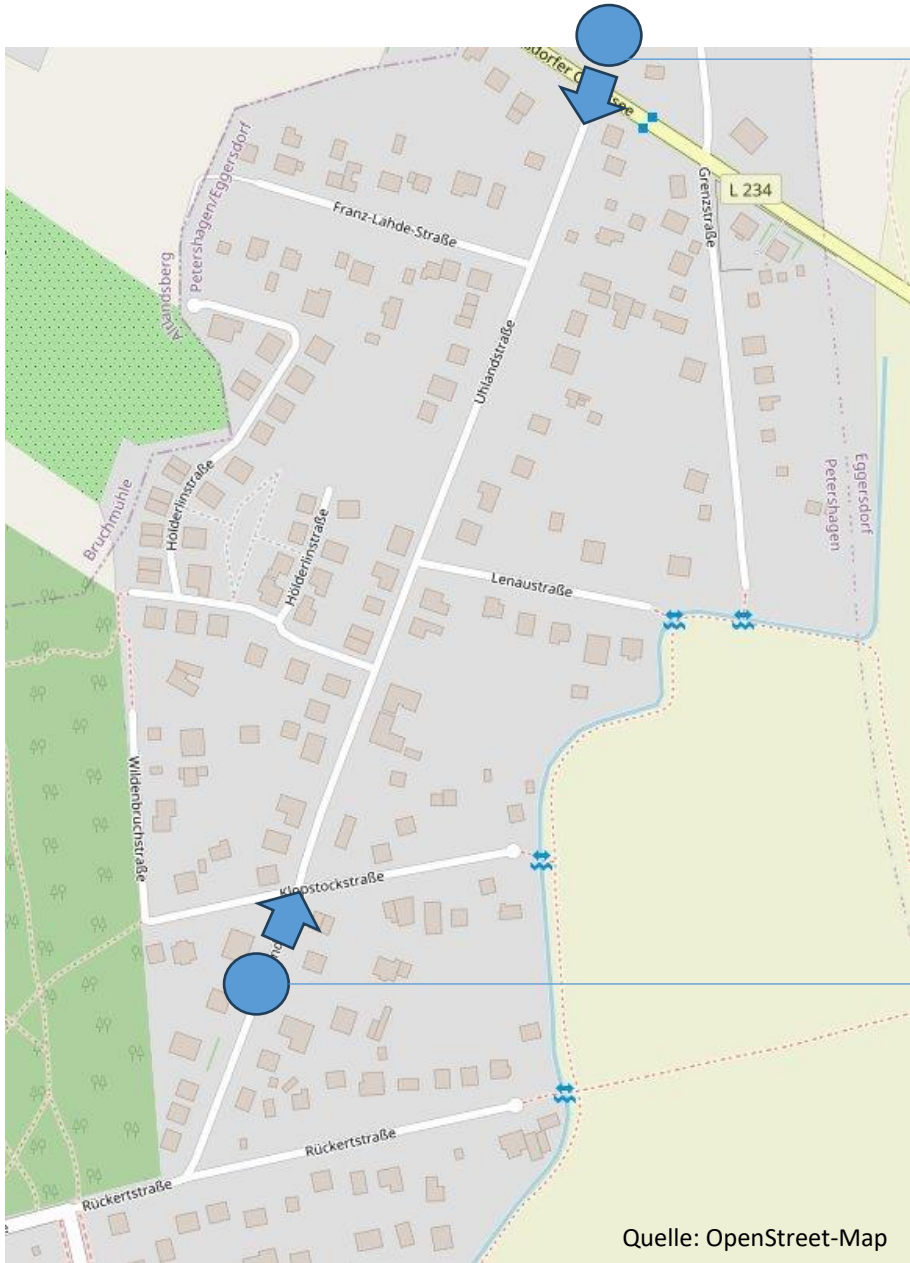 L 234
Grenzstraße
Petershagen/Eggersdorf
Altlandsberg
Franz-Lahde-Straße
Uhlandstraße
Bruchmühle
Hölderlinstraße
Hölderlinstraße
Lenaustraße
Eggersdorf
Petershagen
Wildenbruchstraße
Klopstockstraße
Rückertstraße
Rückertstraße
Quelle: OpenStreet-Map